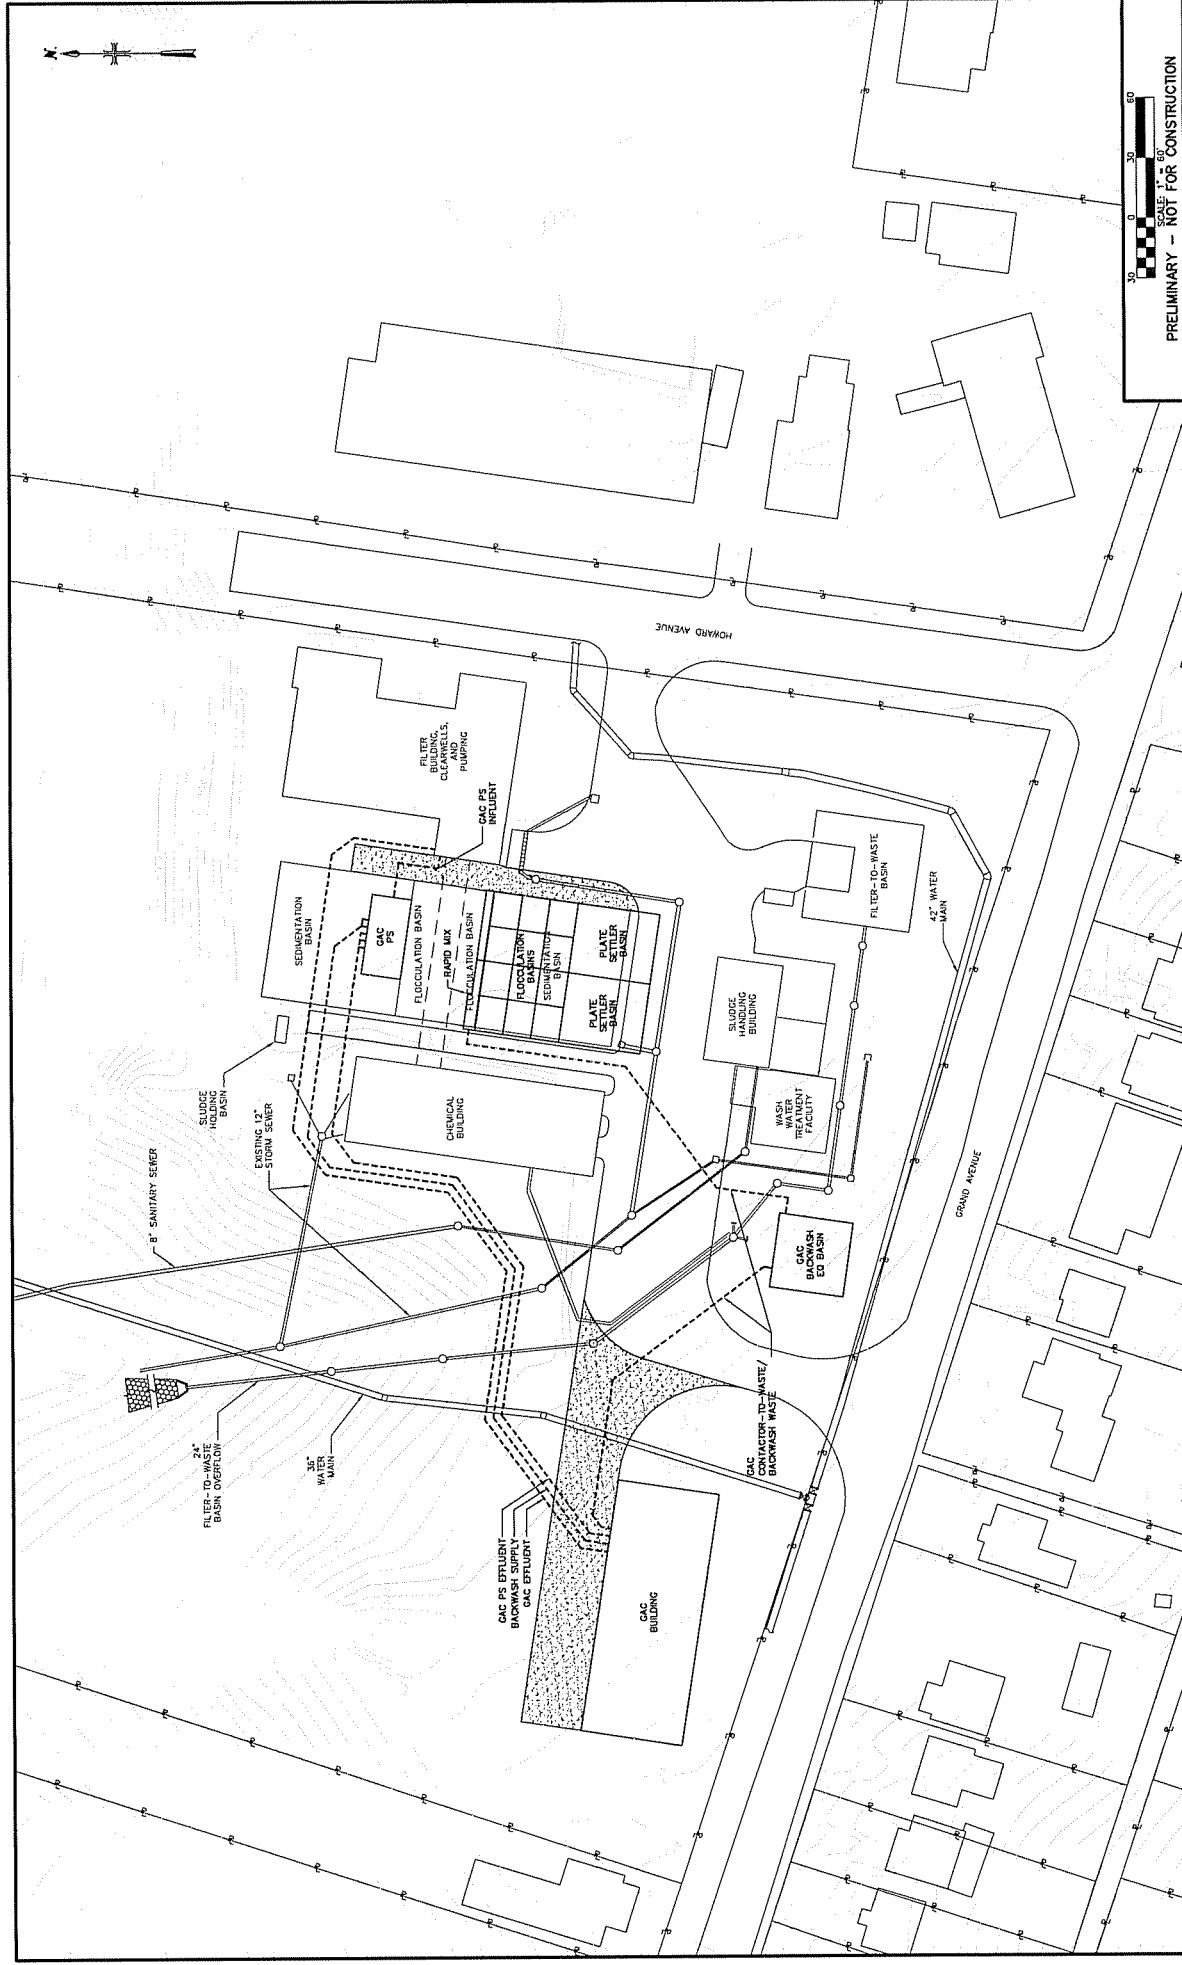 N.
8" SANITARY SEWER
SLUDGE
HOLDING
BASIN
EXISTING 12"
STORM SEWER
24"
FILTER-TO-WASTE
BASIN OVERFLOW
36"
WATER
MAIN
SEDIMENTATION
BASIN
GAC
PS
FILTER
BUILDING,
CLEARWELLS,
AND
PUMPING
GAC PS
INFLUENT
FLOCCULATION BASIN
RAPID MIX
FLOCCULATION BASIN
FLOCCULATION
BASINS
SEDIMENTATION
BASIN
PLATE
SETTLER
BASIN
PLATE
SETTLER
BASIN
CHEMICAL
BUILDING
GAC PS EFFLUENT
BACKWASH SUPPLY
GAC EFFLUENT
GAC
BUILDING
GAC
CONTACTOR-TO-WASTE/
BACKWASH WASTE
GAC
BACKWASH
EQ BASIN
WASH
WATER
TREATMENT
FACILITY
SLUDGE
HANDLING
BUILDING
FILTER-TO-WASTE
BASIN
42" WATER
MAIN
HOWARD AVENUE
GRAND AVENUE
30 0 30 60
SCALE: 1" = 60'
PRELIMINARY - NOT FOR CONSTRUCTION